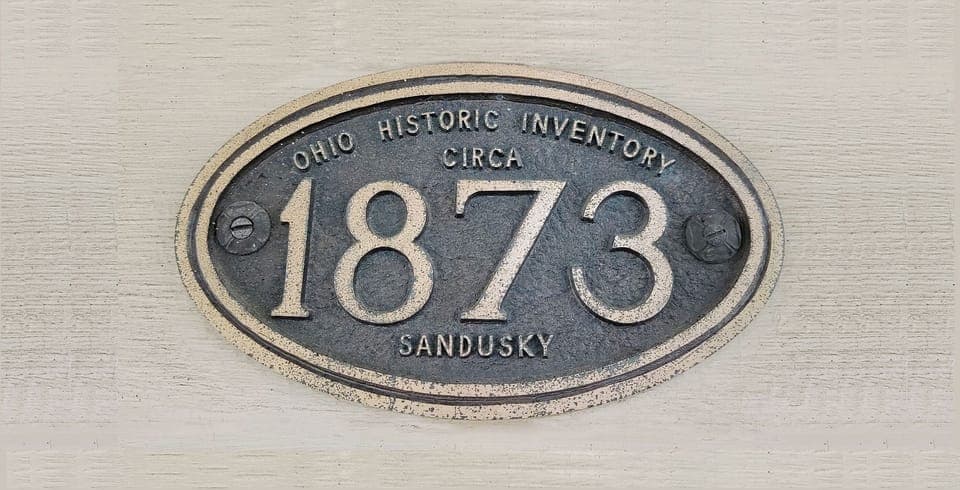 OHIO HISTORIC INVENTORY
CIRCA
1873
SANDUSKY